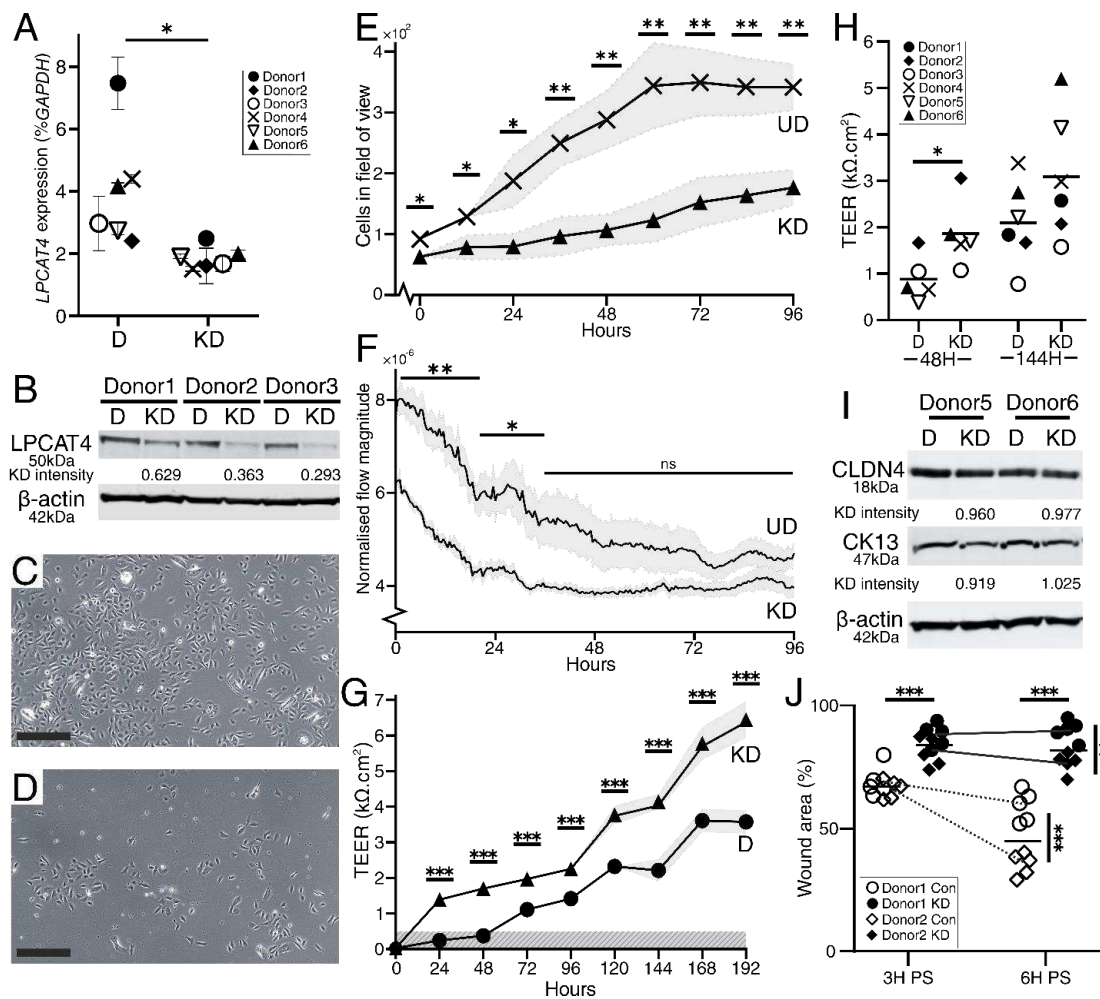 A
*
LPCAT4 expression (%GAPDH)
8
6
4
2
0
D KD
Donor1
Donor2
Donor3
Donor4
Donor5
Donor6
B
Donor1 Donor2 Donor3
D KD D KD D KD
LPCAT4
50kDa
KD intensity 0.629 0.363 0.293
β-actin
42kDa
C
D
E
×10²
Cells in field of view
4
3
2
1
0
* * * ** ** ** ** ** **
UD
KD
0 24 48 72 96
Hours
F
×10⁻⁶
Normalised flow magnitude
8
6
4
** * ns
UD
KD
0 24 48 72 96
Hours
G
TEER (kΩ.cm²)
7
6
5
4
3
2
1
0
*** *** *** *** *** *** *** ***
KD
D
0 24 48 72 96 120 144 168 192
Hours
H
TEER (kΩ.cm²)
6
5
4
3
2
1
0
Donor1
Donor2
Donor3
Donor4
Donor5
Donor6
*
D KD D KD
48H 144H
I
Donor5 Donor6
D KD D KD
CLDN4
18kDa
KD intensity 0.960 0.977
CK13
47kDa
KD intensity 0.919 1.025
β-actin
42kDa
J
Wound area (%)
100
50
0
*** ***
***
Donor1 Con
Donor1 KD
Donor2 Con
Donor2 KD
3H PS 6H PS